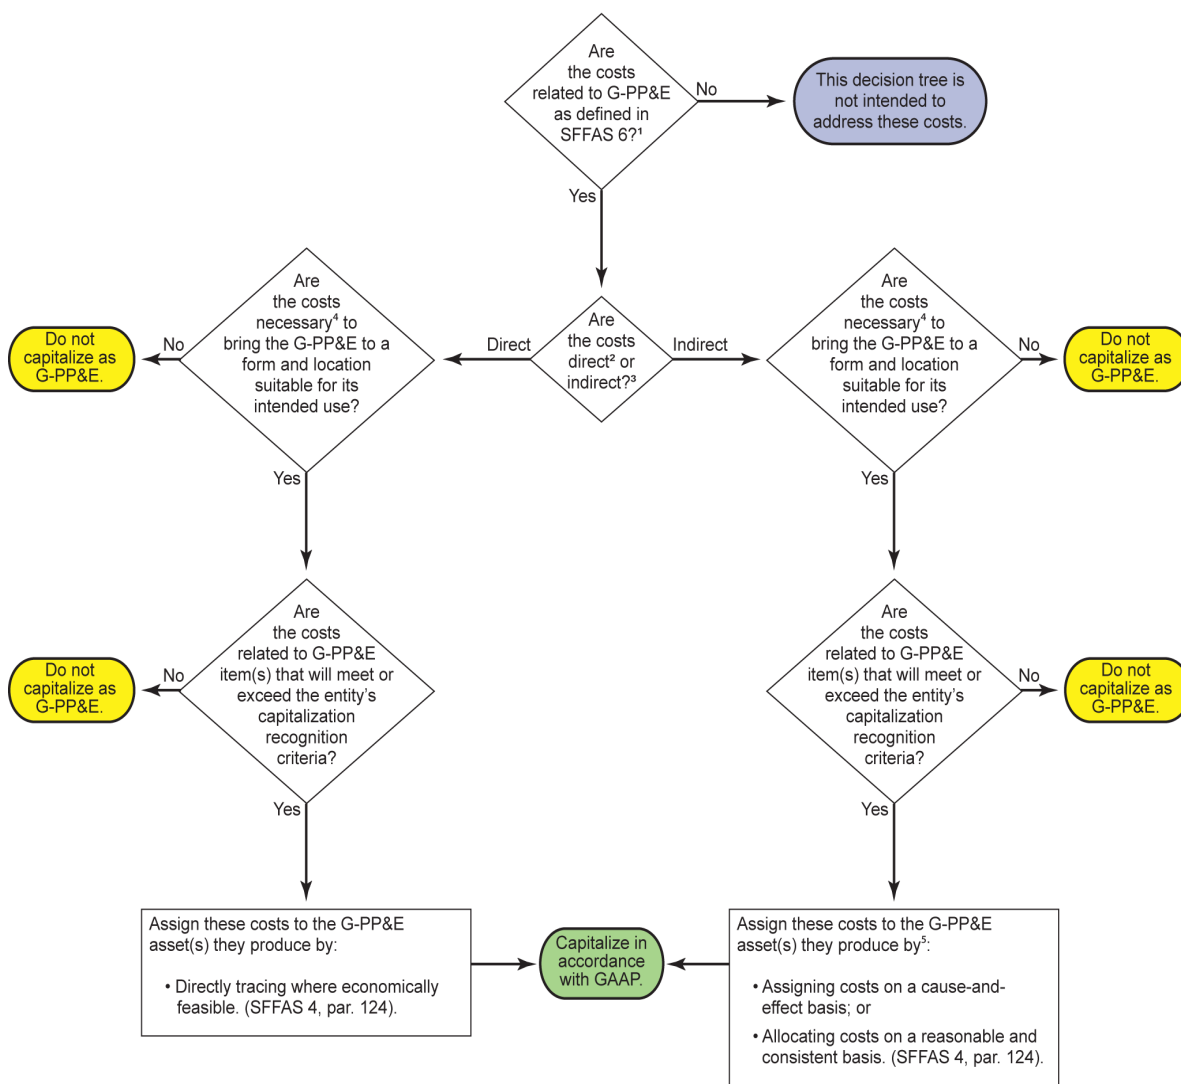 Are
the costs
related to G-PP&E
as defined in
SFFAS 6?¹
No
This decision tree is
not intended to
address these costs.
Yes
Are
the costs
direct² or
indirect?³
Direct
Indirect
Are
the costs
necessary⁴ to
bring the G-PP&E to a
form and location
suitable for its
intended use?
No
Do not
capitalize as
G-PP&E.
Yes
Are
the costs
necessary⁴ to
bring the G-PP&E to a
form and location
suitable for its
intended use?
No
Do not
capitalize as
G-PP&E.
Yes
Are
the costs
related to G-PP&E
item(s) that will meet or
exceed the entity's
capitalization
recognition
criteria?
No
Do not
capitalize as
G-PP&E.
Yes
Are
the costs
related to G-PP&E
item(s) that will meet or
exceed the entity's
capitalization
recognition
criteria?
No
Do not
capitalize as
G-PP&E.
Yes
Assign these costs to the G-PP&E
asset(s) they produce by:
• Directly tracing where economically
feasible. (SFFAS 4, par. 124).
Capitalize in
accordance
with GAAP.
Assign these costs to the G-PP&E
asset(s) they produce by⁵:
• Assigning costs on a cause-and-
effect basis; or
• Allocating costs on a reasonable and
consistent basis. (SFFAS 4, par. 124).